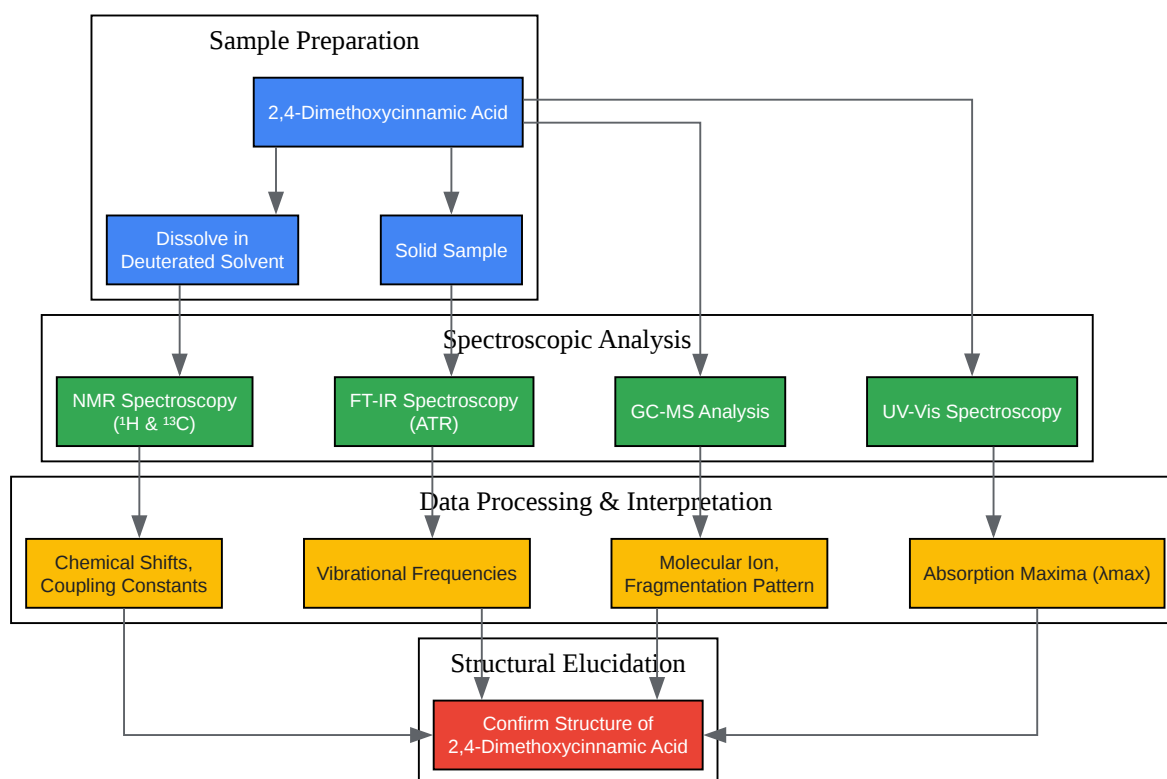 Sample Preparation
2,4-Dimethoxycinnamic Acid
Dissolve in
Deuterated Solvent
Solid Sample
Spectroscopic Analysis
NMR Spectroscopy
(¹H & ¹³C)
FT-IR Spectroscopy
(ATR)
GC-MS Analysis
UV-Vis Spectroscopy
Data Processing & Interpretation
Chemical Shifts,
Coupling Constants
Vibrational Frequencies
Molecular Ion,
Fragmentation Pattern
Absorption Maxima (λmax)
Structural Elucidation
Confirm Structure of
2,4-Dimethoxycinnamic Acid